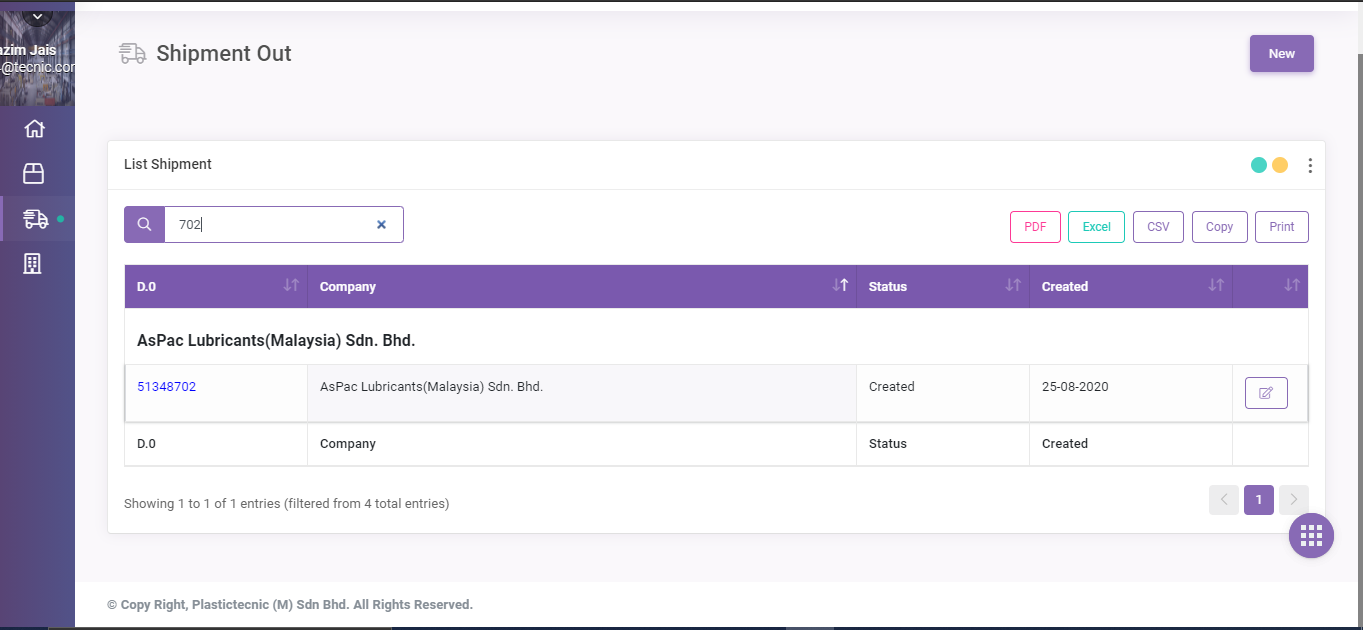 azim Jais
@tecnic.com
Shipment Out
New
List Shipment
702
PDF Excel CSV Copy Print
D.0 Company Status Created
AsPac Lubricants(Malaysia) Sdn. Bhd.
51348702 AsPac Lubricants(Malaysia) Sdn. Bhd. Created 25-08-2020
D.0 Company Status Created
Showing 1 to 1 of 1 entries (filtered from 4 total entries)
1
© Copy Right, Plastictecnic (M) Sdn Bhd. All Rights Reserved.